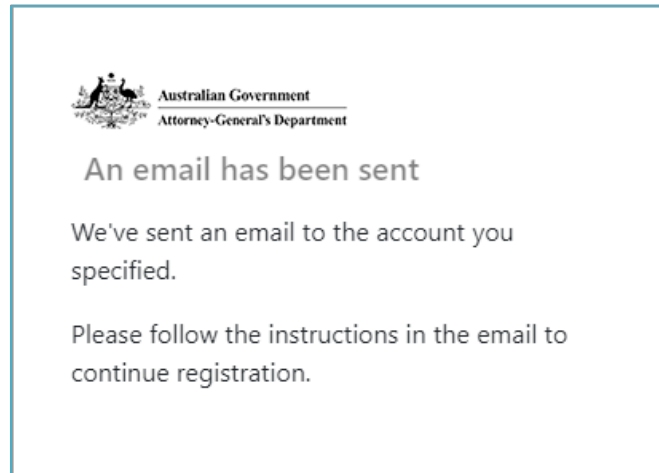 Australian Government
Attorney-General's Department
An email has been sent
We've sent an email to the account you
specified.
Please follow the instructions in the email to
continue registration.